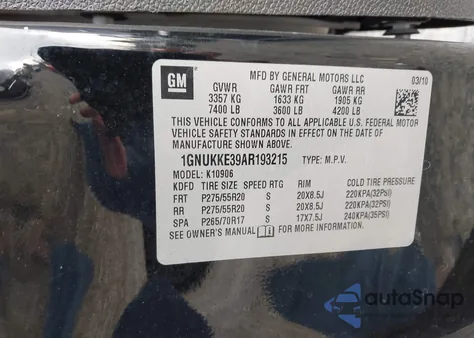 GM
MFD BY GENERAL MOTORS LLC 03/10
GVWR GAWR FRT GAWR RR
3357 KG 1633 KG 1905 KG
7400 LB 3600 LB 4200 LB
THIS VEHICLE CONFORMS TO ALL APPLICABLE U.S. FEDERAL MOTOR
VEHICLE SAFETY STANDARDS IN EFFECT ON THE DATE OF
MANUFACTURE SHOWN ABOVE.
1GNUKKE39AR193215 TYPE: M.P.V.
MODEL: K10906
KDFD TIRE SIZE SPEED RTG RIM COLD TIRE PRESSURE
FRT P275/55R20 S 20X8.5J 220KPA(32PSI)
RR P275/55R20 S 20X8.5J 220KPA(32PSI)
SPA P265/70R17 S 17X7.5J 240KPA(35PSI)
SEE OWNER'S MANUAL FOR MORE INFORMATION.
autoSnap